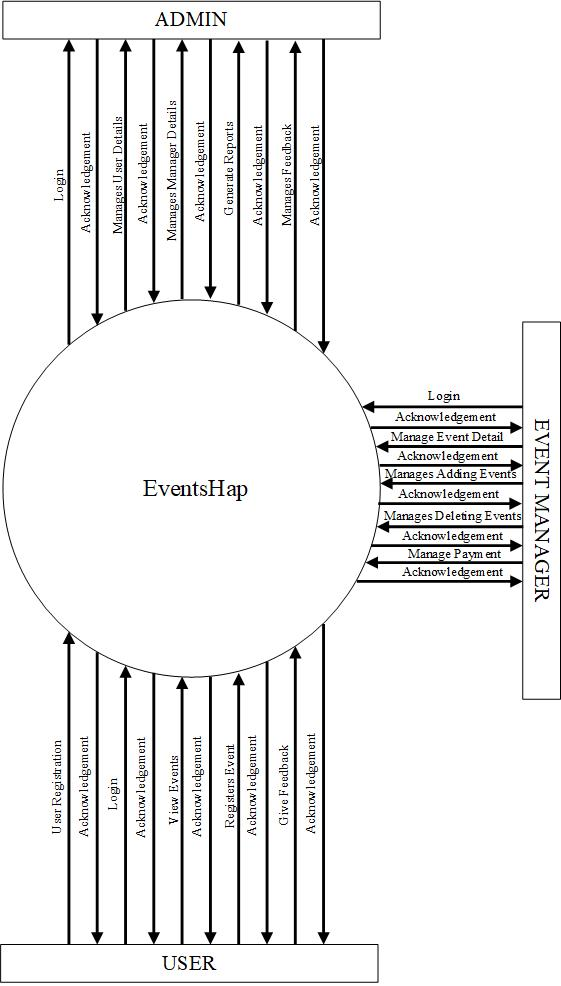 ADMIN
Login
Acknowledgement
Manages User Details
Acknowledgement
Manages Manager Details
Acknowledgement
Generate Reports
Acknowledgement
Manages Feedback
Acknowledgement
EventsHap
Login
Acknowledgement
Manage Event Detail
Acknowledgement
Manages Adding Events
Acknowledgement
Manages Deleting Events
Acknowledgement
Manage Payment
Acknowledgement
EVENT MANAGER
User Registration
Acknowledgement
Login
Acknowledgement
View Events
Acknowledgement
Registers Event
Acknowledgement
Give Feedback
Acknowledgement
USER